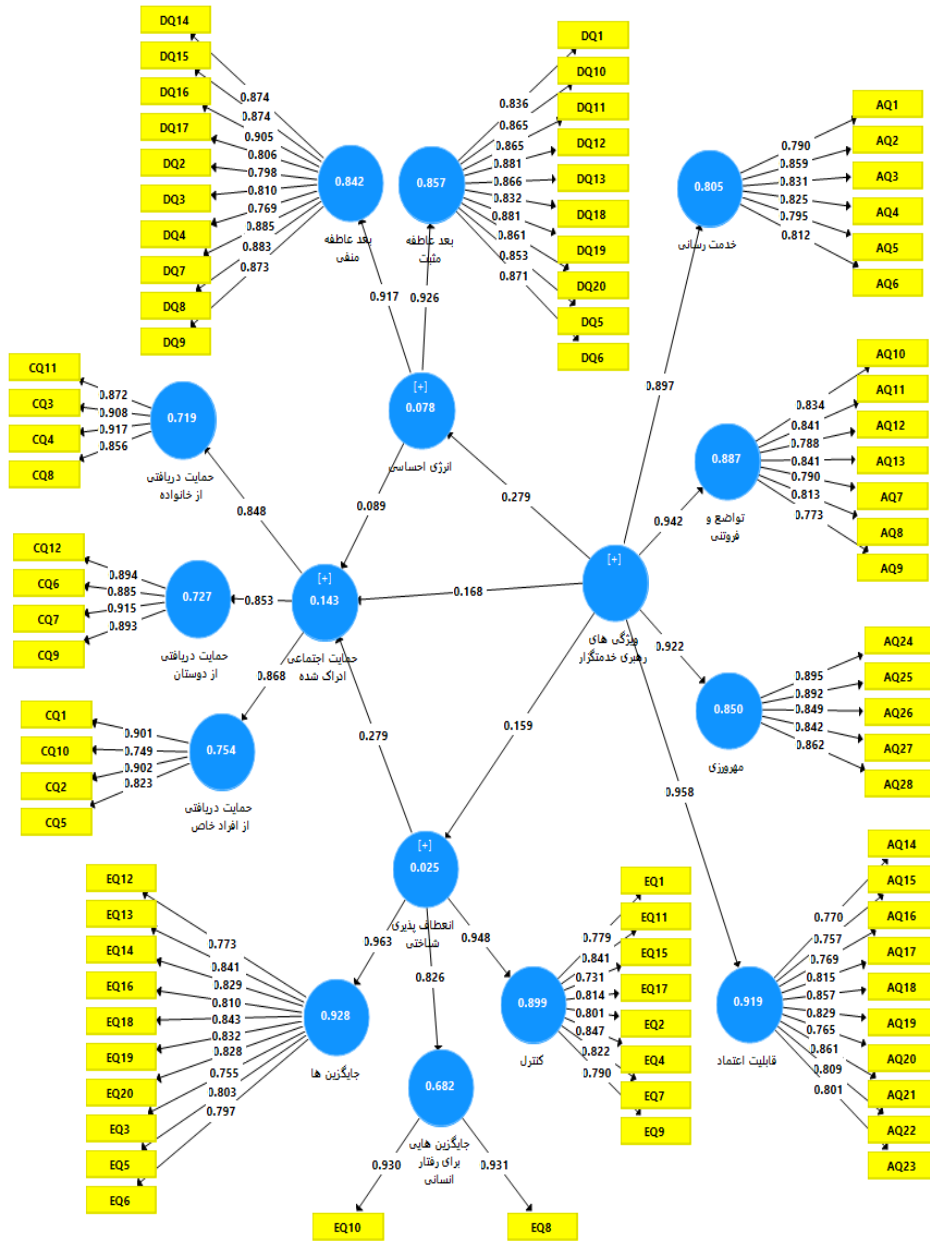 DQ14
DQ15
DQ16
DQ17
DQ2
DQ3
DQ4
DQ7
DQ8
DQ9
0.874
0.874
0.905
0.806
0.798
0.810
0.769
0.885
0.883
0.873
0.842
بعد عاطفه
منفی
0.857
بعد عاطفه
مثبت
0.836
0.865
0.865
0.881
0.866
0.832
0.881
0.861
0.853
0.871
DQ1
DQ10
DQ11
DQ12
DQ13
DQ18
DQ19
DQ20
DQ5
DQ6
0.805
خدمت رسانی
0.790
0.859
0.831
0.825
0.795
0.812
AQ1
AQ2
AQ3
AQ4
AQ5
AQ6
0.917
0.926
0.897
CQ11
CQ3
CQ4
CQ8
0.872
0.908
0.917
0.856
0.719
حمایت دریافتی
از خانواده
[+]
0.078
انرژی احساسی
0.887
تواضع و
فروتنی
0.834
0.841
0.788
0.841
0.790
0.813
0.773
AQ10
AQ11
AQ12
AQ13
AQ7
AQ8
AQ9
0.848
0.089
0.279
0.942
CQ12
CQ6
CQ7
CQ9
0.894
0.885
0.915
0.893
0.727
حمایت دریافتی
از دوستان
0.853
[+]
0.143
حمایت اجتماعی
ادراک شده
0.168
[+]
ویژگی های
رهبری خدمتگزار
0.922
0.868
0.279
0.159
0.958
0.850
مهرورزی
0.895
0.892
0.849
0.842
0.862
AQ24
AQ25
AQ26
AQ27
AQ28
CQ1
CQ10
CQ2
CQ5
0.901
0.749
0.902
0.823
0.754
حمایت دریافتی
از افراد خاص
[+]
0.025
انعطاف پذیری
شناختی
0.963
0.826
0.948
EQ12
EQ13
EQ14
EQ16
EQ18
EQ19
EQ20
EQ3
EQ5
EQ6
0.773
0.841
0.829
0.810
0.843
0.832
0.828
0.755
0.803
0.797
0.928
جایگزین ها
0.899
کنترل
0.779
0.841
0.731
0.814
0.801
0.847
0.822
0.790
EQ1
EQ11
EQ15
EQ17
EQ2
EQ4
EQ7
EQ9
0.919
قابلیت اعتماد
0.770
0.757
0.769
0.815
0.857
0.829
0.765
0.861
0.809
0.801
AQ14
AQ15
AQ16
AQ17
AQ18
AQ19
AQ20
AQ21
AQ22
AQ23
0.682
جایگزین هایی
برای رفتار
انسانی
0.930
0.931
EQ10
EQ8